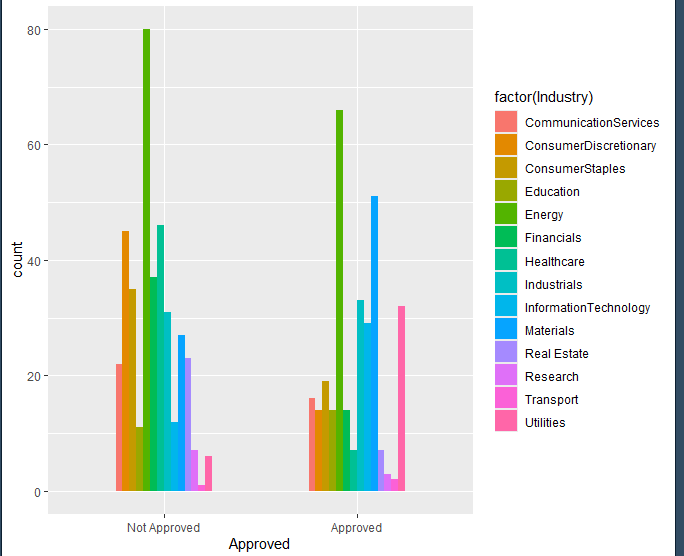 80
60
40
20
0
count
Not Approved
Approved
Approved
factor(Industry)
CommunicationServices
ConsumerDiscretionary
ConsumerStaples
Education
Energy
Financials
Healthcare
Industrials
InformationTechnology
Materials
Real Estate
Research
Transport
Utilities